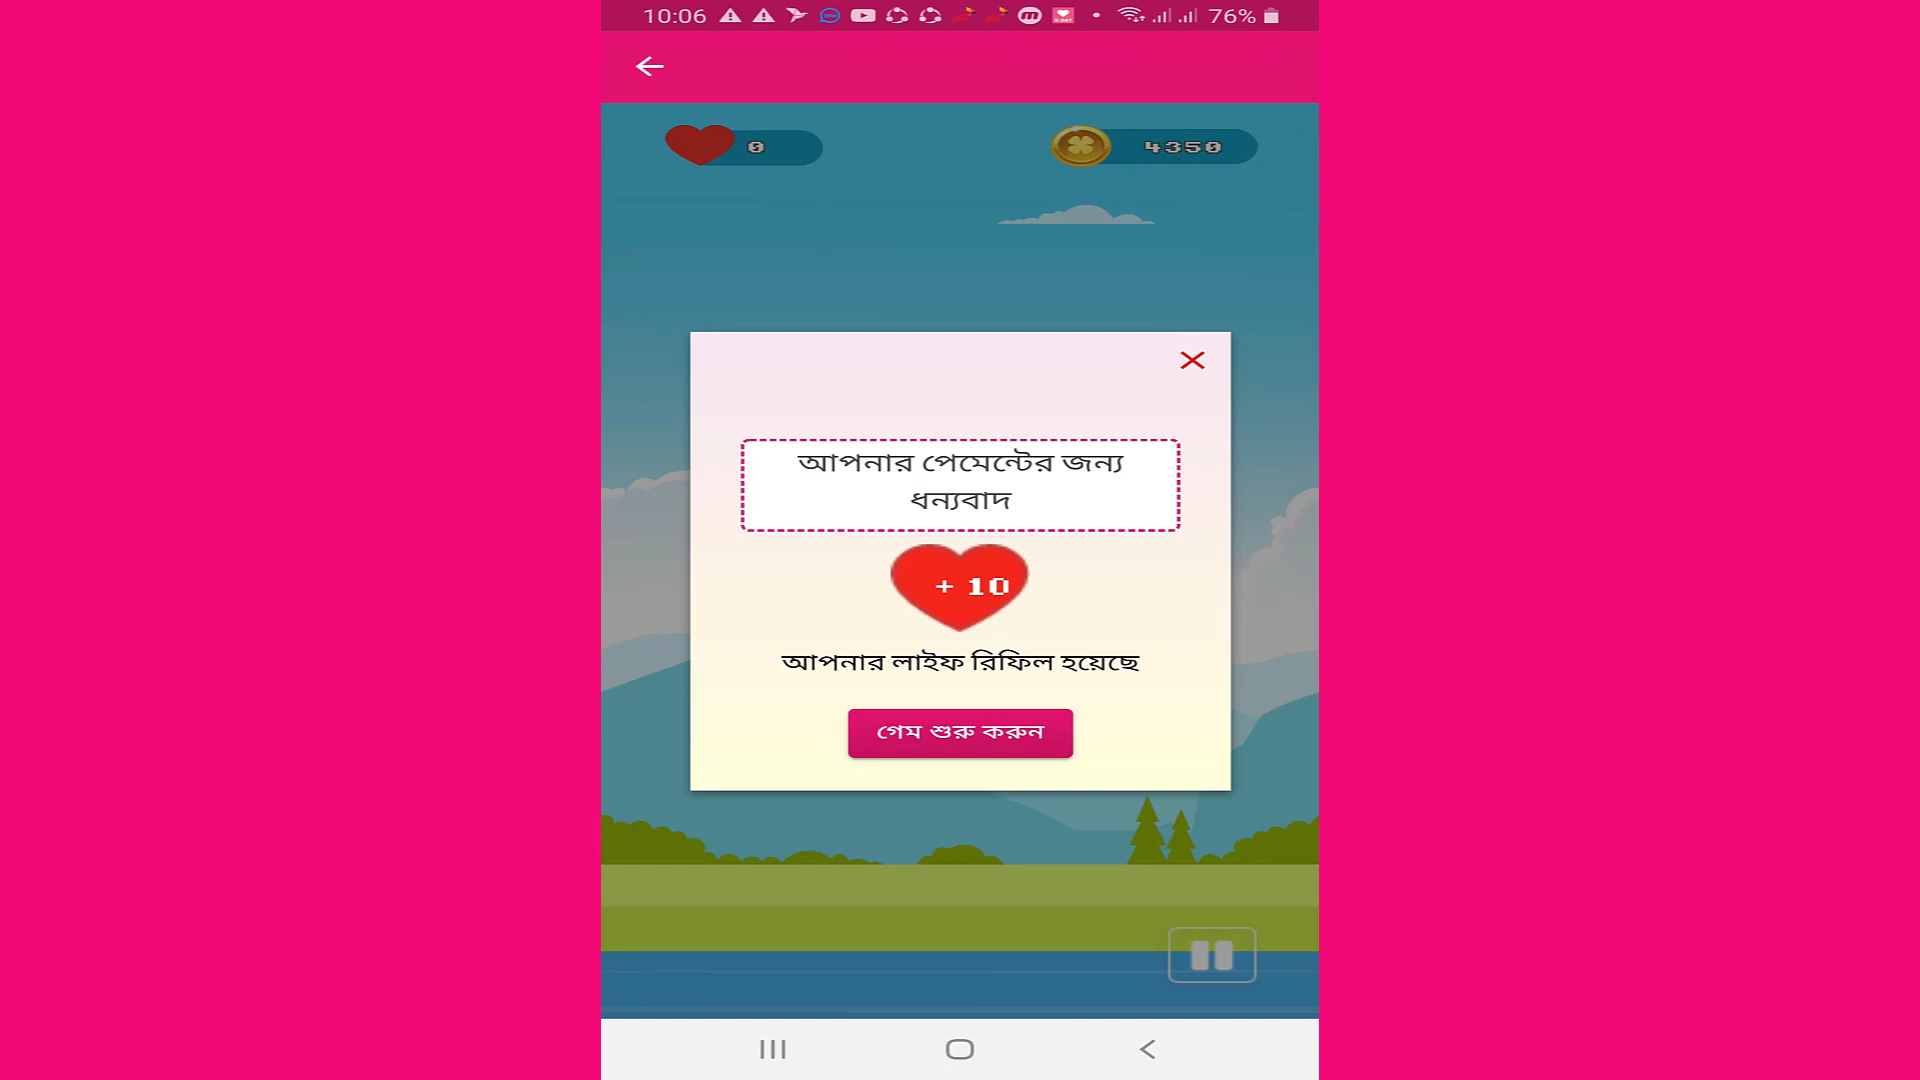 10:06 76%
0 4350
আপনার পেমেন্টের জন্য
ধন্যবাদ
+ 10
আপনার লাইফ রিফিল হয়েছে
গেম শুরু করুন